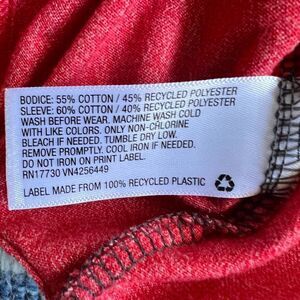 BODICE: 55% COTTON / 45% RECYCLED POLYESTER
SLEEVE: 60% COTTON / 40% RECYCLED POLYESTER
WASH BEFORE WEAR. MACHINE WASH COLD
WITH LIKE COLORS. ONLY NON-CHLORINE
BLEACH IF NEEDED. TUMBLE DRY LOW.
REMOVE PROMPTLY. COOL IRON IF NEEDED.
DO NOT IRON ON PRINT LABEL.
RN17730 VN4256449
LABEL MADE FROM 100% RECYCLED PLASTIC